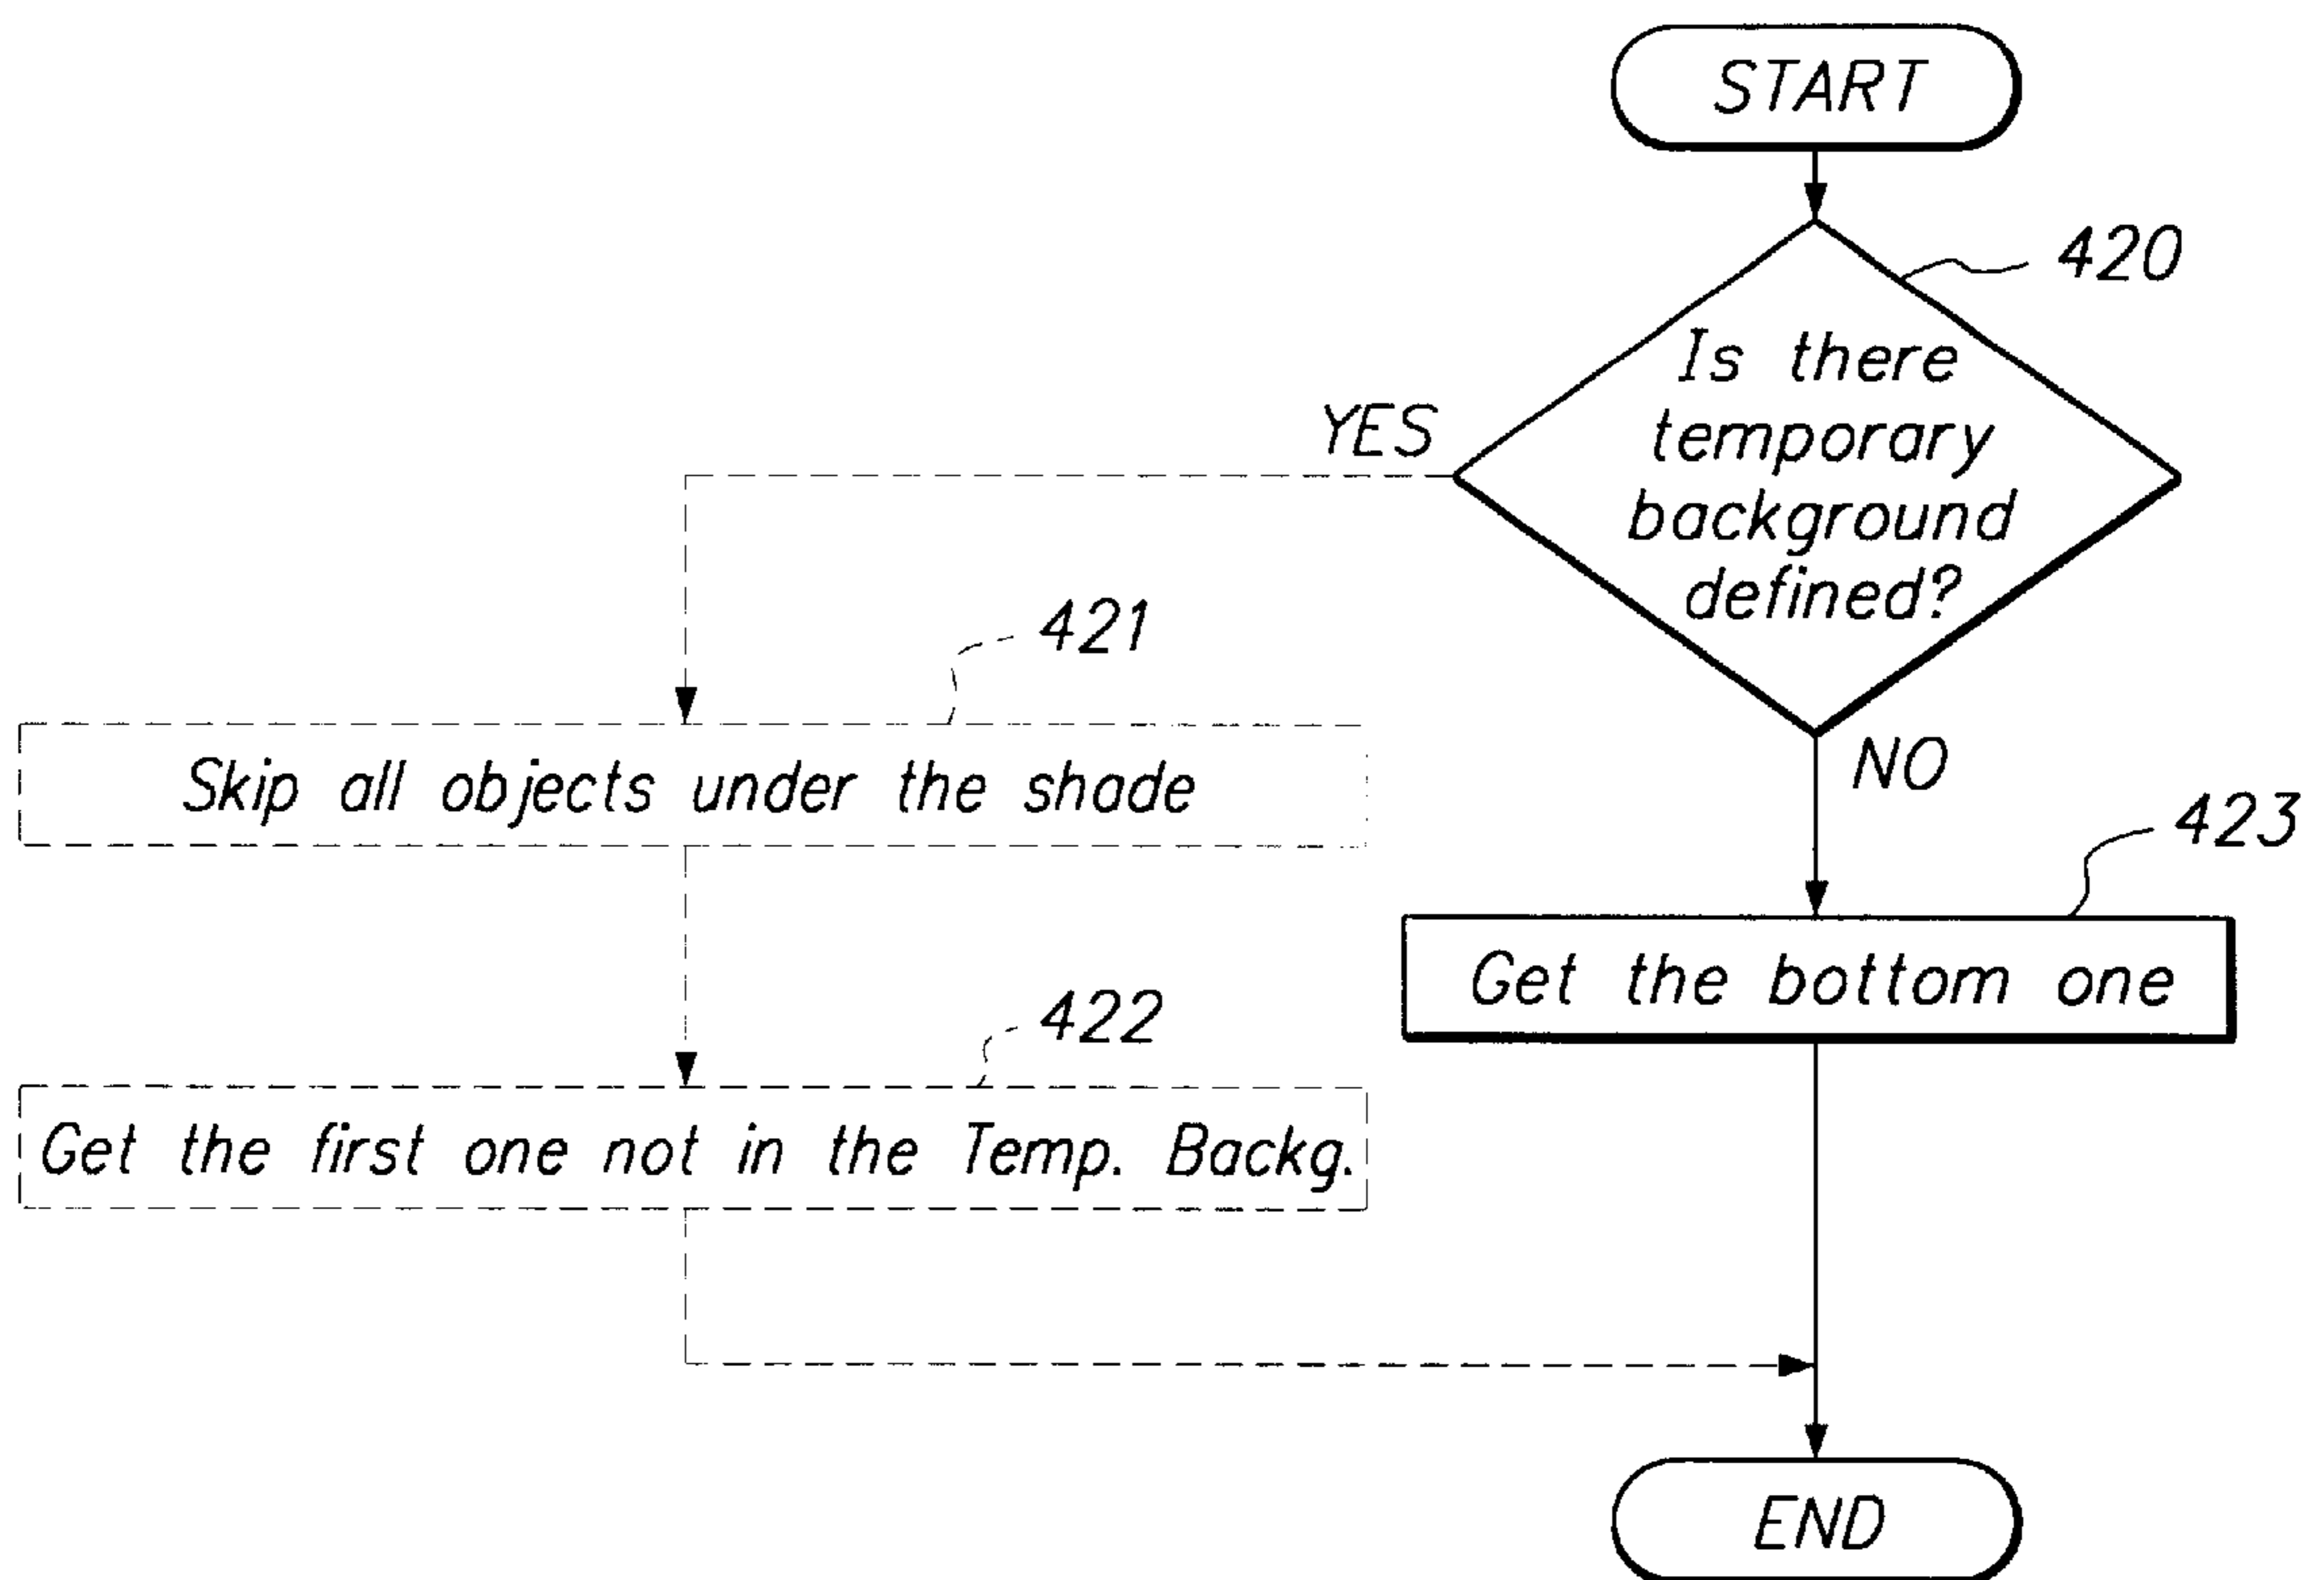 START
420
Is there
temporary
background
defined?
YES
NO
421
Skip all objects under the shade
423
Get the bottom one
422
Get the first one not in the Temp. Backg.
END